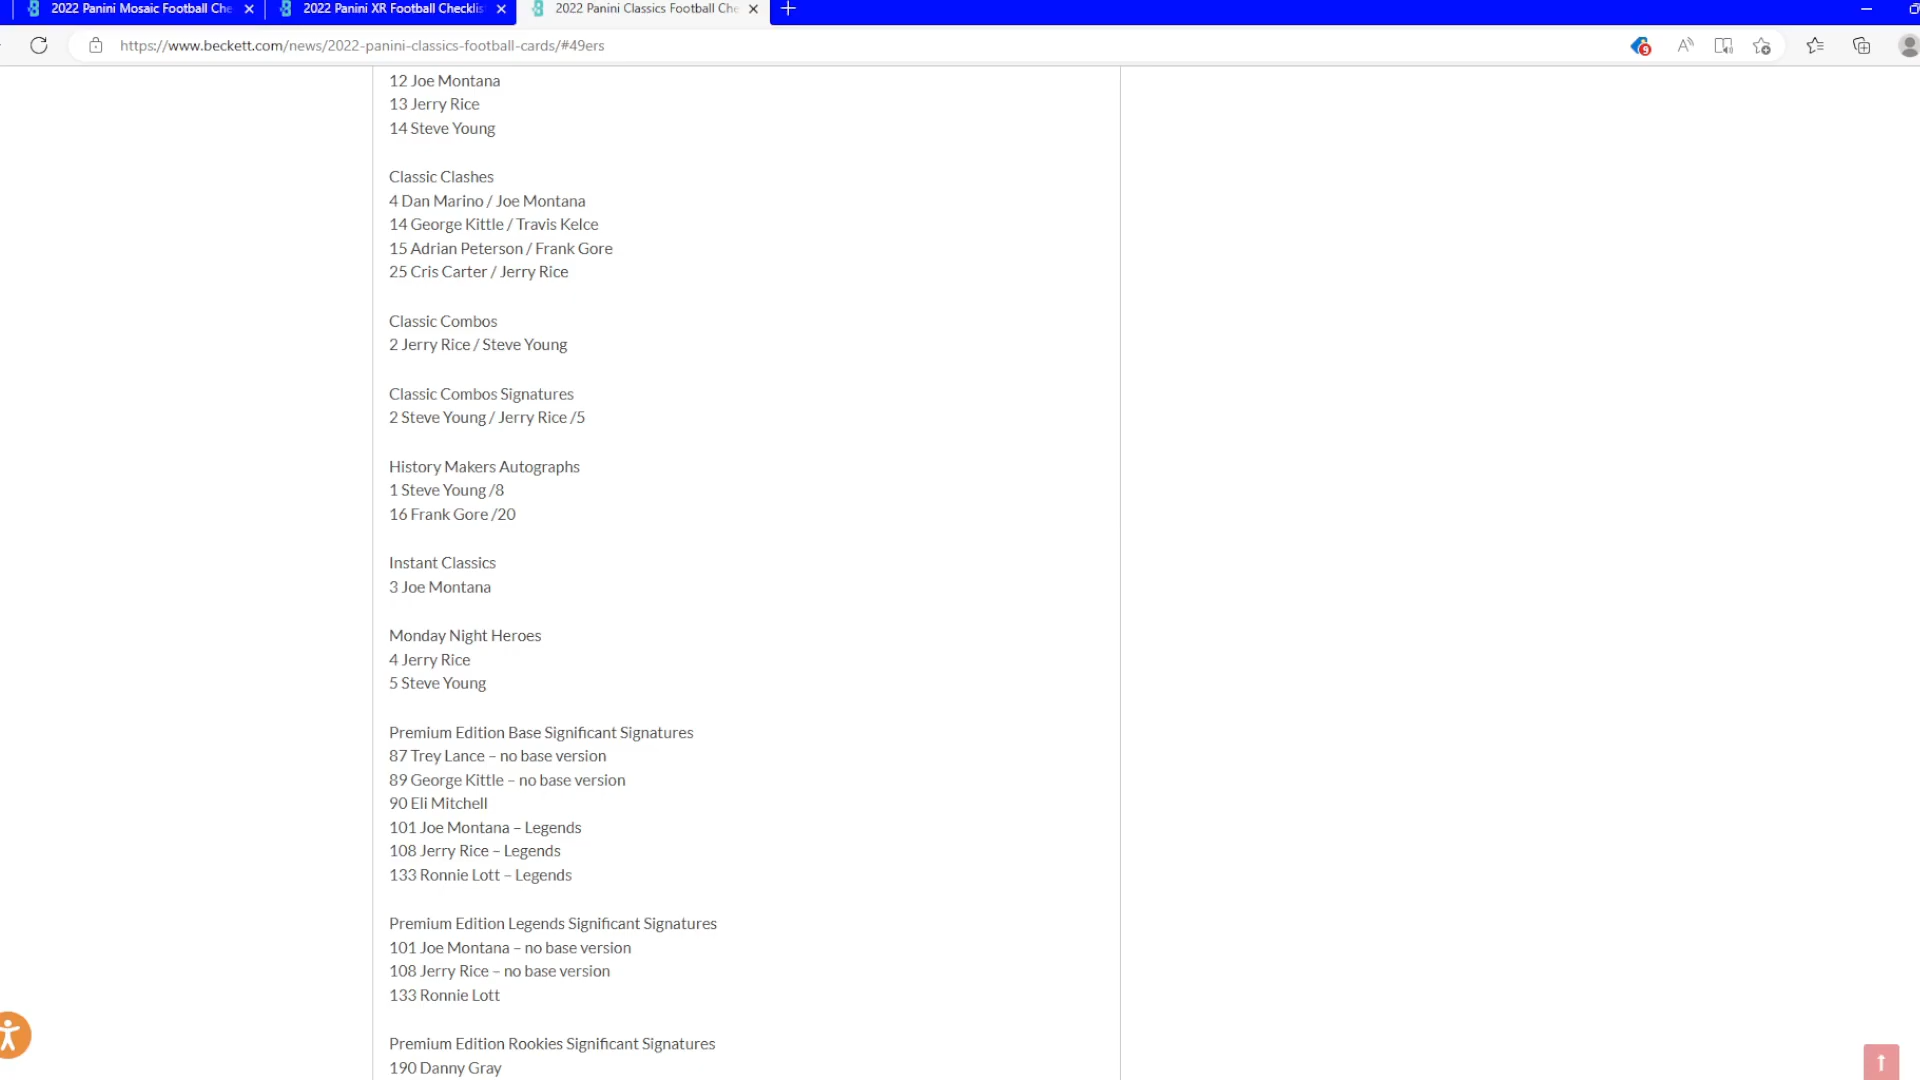 2022 Panini Mosaic Football Che
2022 Panini XR Football Checklis
2022 Panini Classics Football Che
https://www.beckett.com/news/2022-panini-classics-football-cards/#49ers
9
12 Joe Montana
13 Jerry Rice
14 Steve Young
Classic Clashes
4 Dan Marino / Joe Montana
14 George Kittle / Travis Kelce
15 Adrian Peterson / Frank Gore
25 Cris Carter / Jerry Rice
Classic Combos
2 Jerry Rice / Steve Young
Classic Combos Signatures
2 Steve Young / Jerry Rice /5
History Makers Autographs
1 Steve Young /8
16 Frank Gore /20
Instant Classics
3 Joe Montana
Monday Night Heroes
4 Jerry Rice
5 Steve Young
Premium Edition Base Significant Signatures
87 Trey Lance – no base version
89 George Kittle – no base version
90 Eli Mitchell
101 Joe Montana – Legends
108 Jerry Rice – Legends
133 Ronnie Lott – Legends
Premium Edition Legends Significant Signatures
101 Joe Montana – no base version
108 Jerry Rice – no base version
133 Ronnie Lott
Premium Edition Rookies Significant Signatures
190 Danny Gray